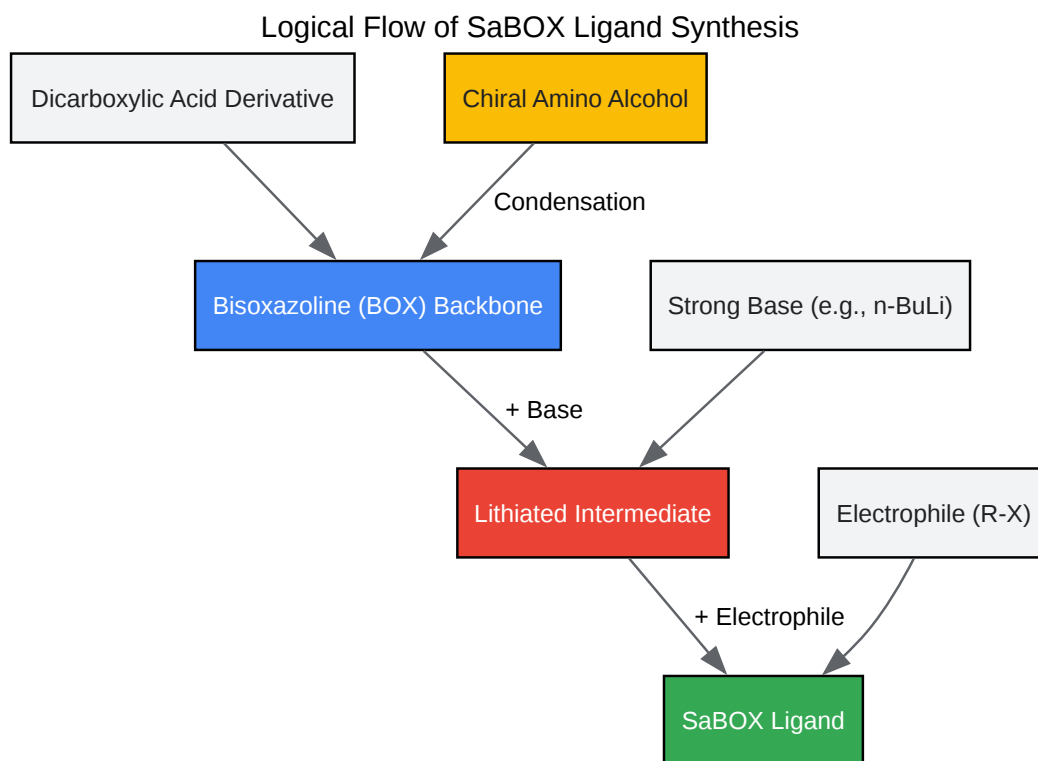 Logical Flow of SaBOX Ligand Synthesis
Dicarboxylic Acid Derivative
Chiral Amino Alcohol
Condensation
Bisoxazoline (BOX) Backbone
Strong Base (e.g., n-BuLi)
+ Base
Lithiated Intermediate
Electrophile (R-X)
+ Electrophile
SaBOX Ligand